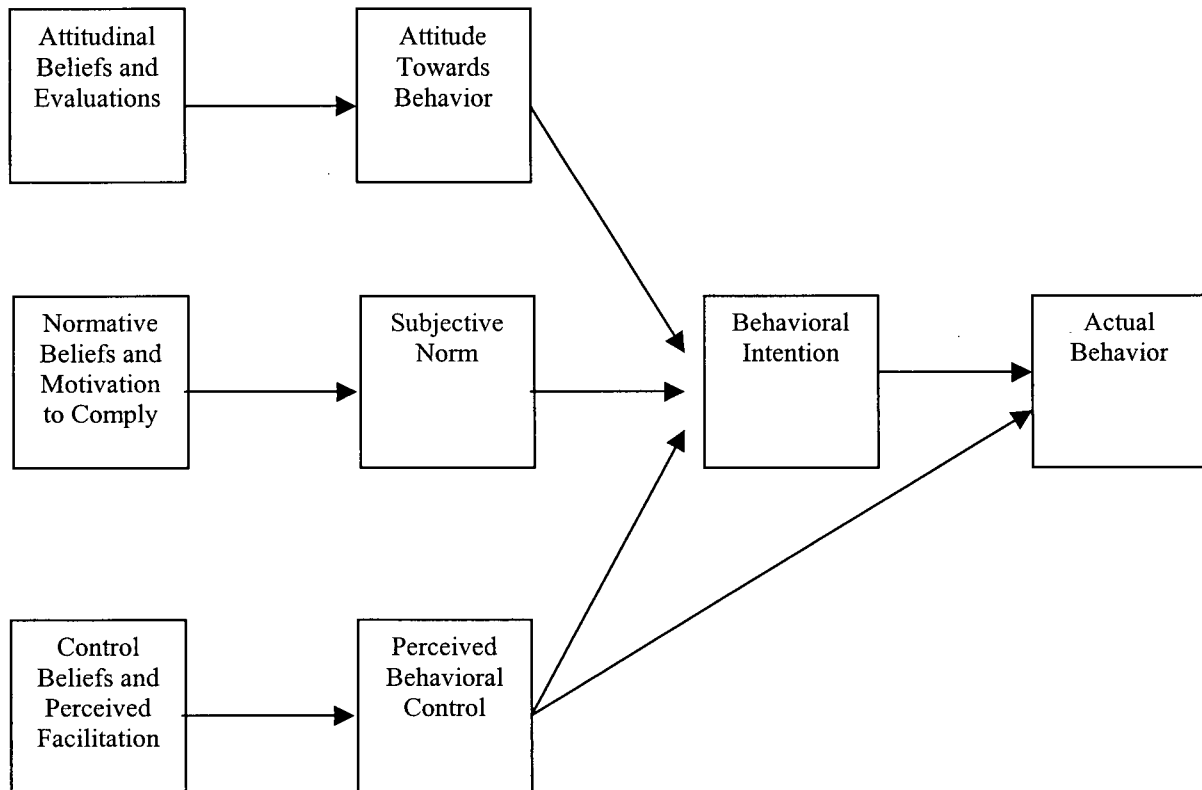 Attitudinal
Beliefs and
Evaluations
Attitude
Towards
Behavior
Normative
Beliefs and
Motivation
to Comply
Subjective
Norm
Behavioral
Intention
Actual
Behavior
Control
Beliefs and
Perceived
Facilitation
Perceived
Behavioral
Control